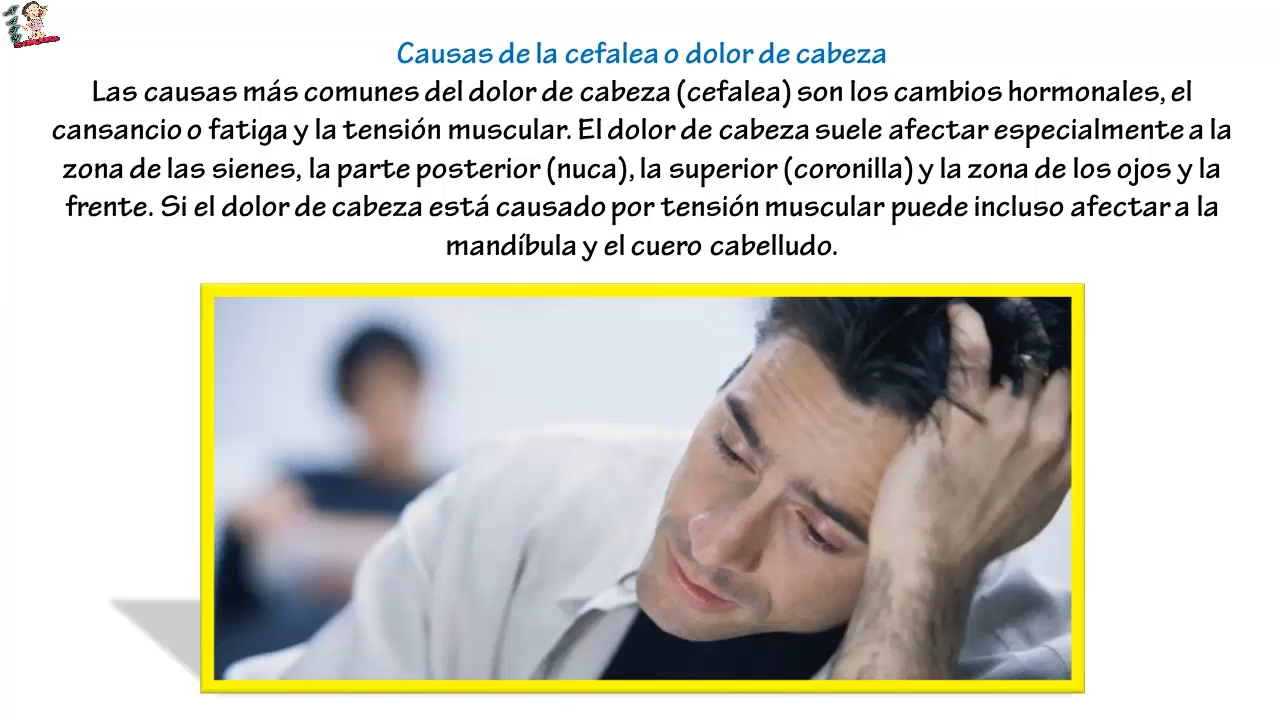 Causas de la cefalea o dolor de cabeza
Las causas más comunes del dolor de cabeza (cefalea) son los cambios hormonales, el
cansancio o fatiga y la tensión muscular. El dolor de cabeza suele afectar especialmente a la
zona de las sienes, la parte posterior (nuca), la superior (coronilla) y la zona de los ojos y la
frente. Si el dolor de cabeza está causado por tensión muscular puede incluso afectar a la
mandíbula y el cuero cabelludo.